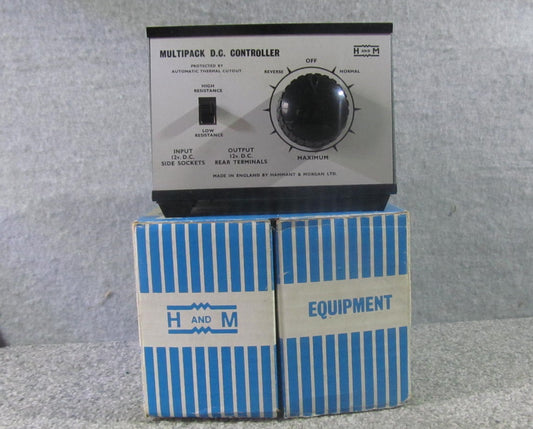 MULTIPACK D.C. CONTROLLER
H AND M
PROTECTED BY
AUTOMATIC THERMAL CUTOUT
OFF
REVERSE
NORMAL
HIGH
RESISTANCE
LOW
RESISTANCE
MAXIMUM
INPUT
12v. D.C.
SIDE SOCKETS
OUTPUT
12v. D.C.
REAR TERMINALS
MADE IN ENGLAND BY HAMMANT & MORGAN LTD.
H AND M
EQUIPMENT